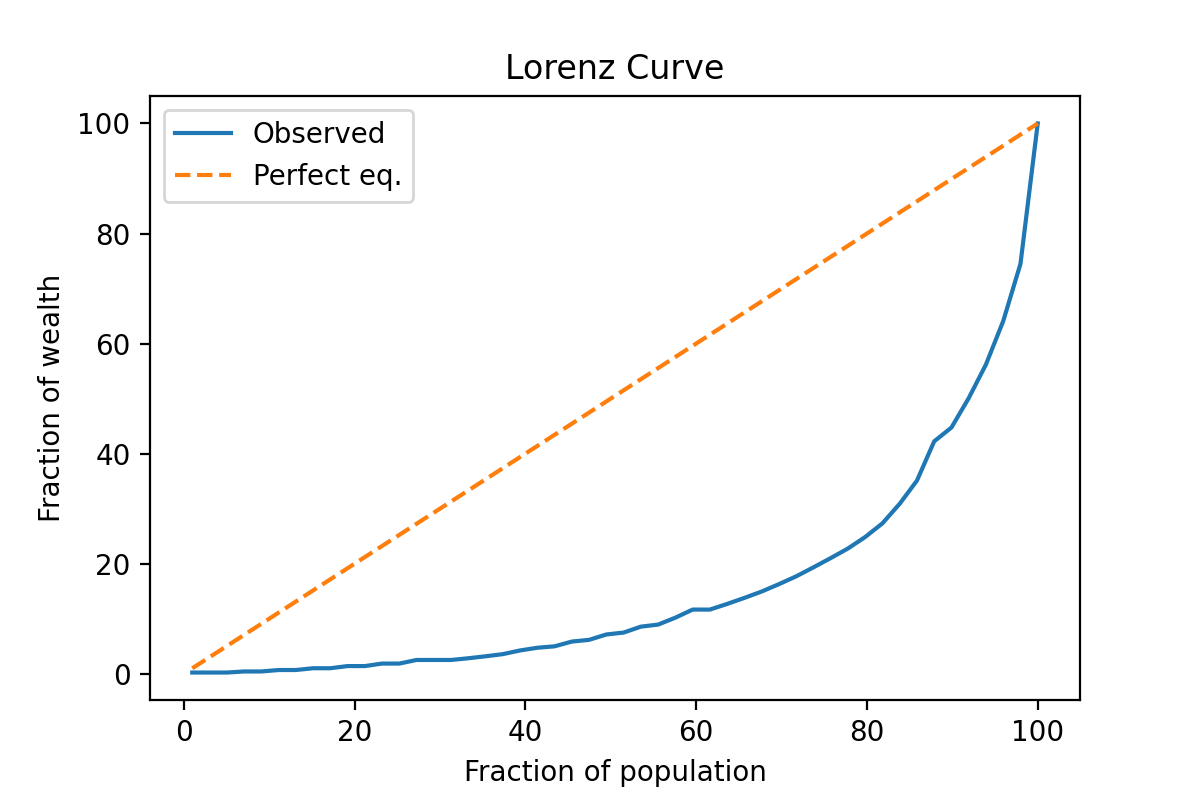 Lorenz Curve
Observed
Perfect eq.
100
80
60
40
20
0
Fraction of wealth
0 20 40 60 80 100
Fraction of population